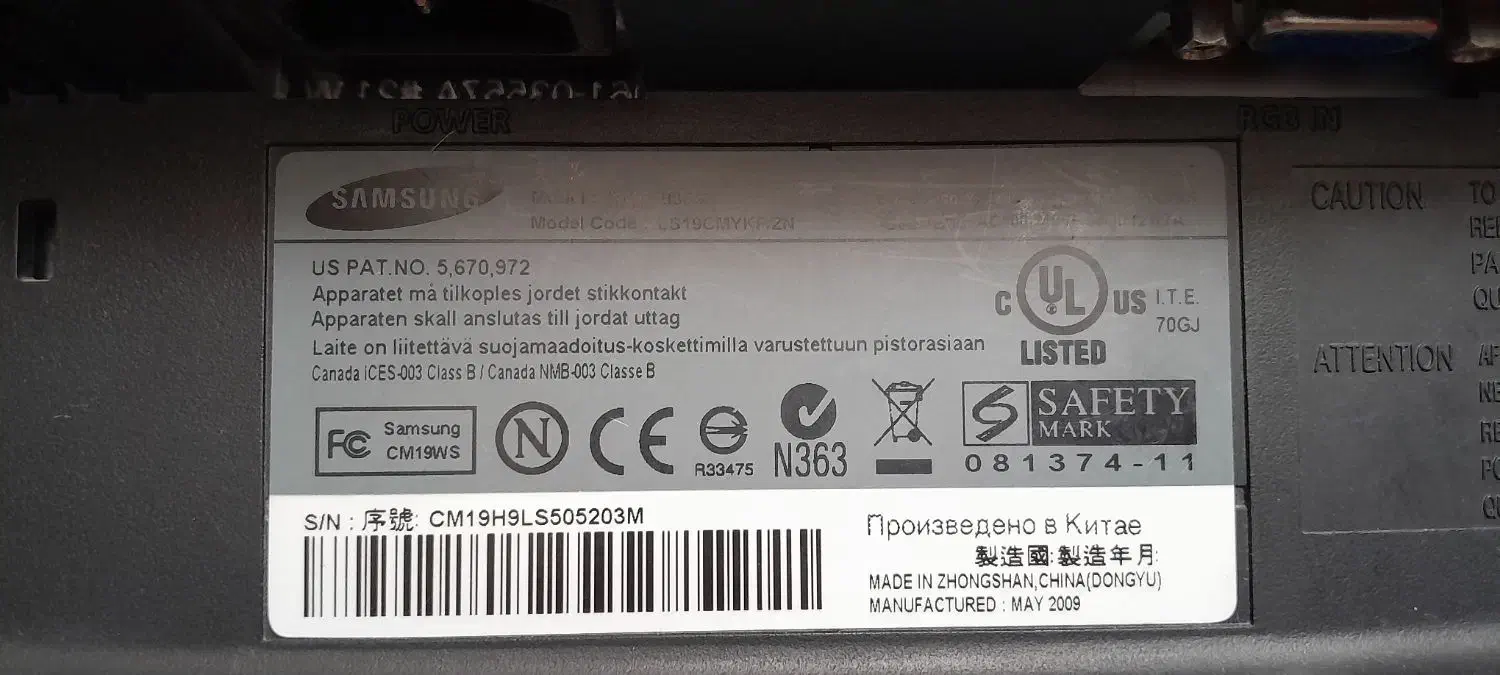 POWER
RGB IN
SAMSUNG
Model Code
US PAT.NO. 5,670,972
Apparatet må tilkoples jordet stikkontakt
Apparaten skall anslutas till jordat uttag
Laite on liitettävä suojamaadoitus-koskettimilla varustettuun pistorasiaan
Canada ICES-003 Class B / Canada NMB-003 Classe B
C UL US I.T.E.
70GJ
LISTED
FC Samsung
CM19WS
N
CE
R33475
N363
S SAFETY
MARK
081374-11
S/N : 序號: CM19H9LS505203M
Произведено в Китае
製造國:製造年月:
MADE IN ZHONGSHAN,CHINA(DONGYU)
MANUFACTURED : MAY 2009
CAUTION
TO
ATTENTION